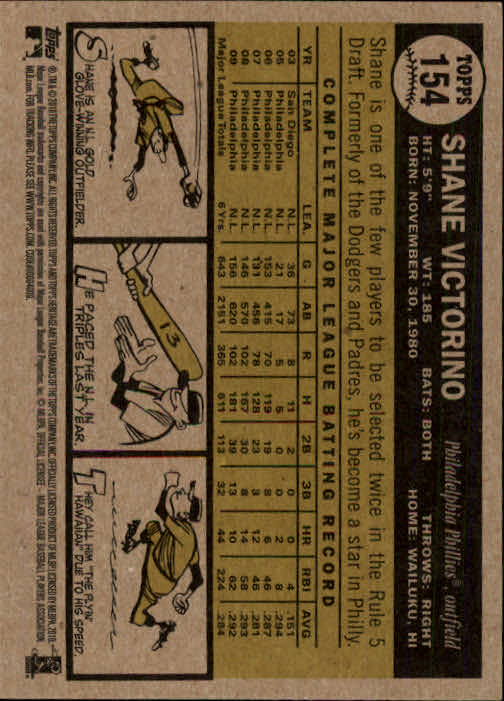 TOPPS
154
SHANE VICTORINO
Philadelphia Phillies®, outfield
HT: 5'9" WT: 185 BATS: BOTH THROWS: RIGHT
BORN: NOVEMBER 30, 1980 HOME: WAILUKU, HI
Shane is one of the few players to be selected twice in the Rule 5
Draft. Formerly of the Dodgers and Padres, he's become a star in Philly.
COMPLETE MAJOR LEAGUE BATTING RECORD
YR TEAM LEA. G AB R H 2B 3B HR RBI AVG
03 San Diego N.L. 36 73 8 11 2 0 0 4 .151
05 Philadelphia N.L. 21 17 5 5 0 0 2 8 .294
06 Philadelphia N.L. 153 415 70 119 19 8 6 46 .287
07 Philadelphia N.L. 131 456 78 128 23 3 12 46 .281
08 Philadelphia N.L. 146 570 102 167 30 8 14 58 .293
09 Philadelphia N.L. 156 620 102 181 39 13 10 62 .292
Major League Totals 6 Yrs. 643 2151 365 611 113 32 44 224 .284
SHANE IS AN N.L. GOLD
GLOVE-WINNING OUTFIELDER.
13
HE PACED THE N.L. IN
TRIPLES LAST YEAR.
THEY CALL HIM "THE FLYIN'
HAWAIIAN" DUE TO HIS SPEED.
Topps